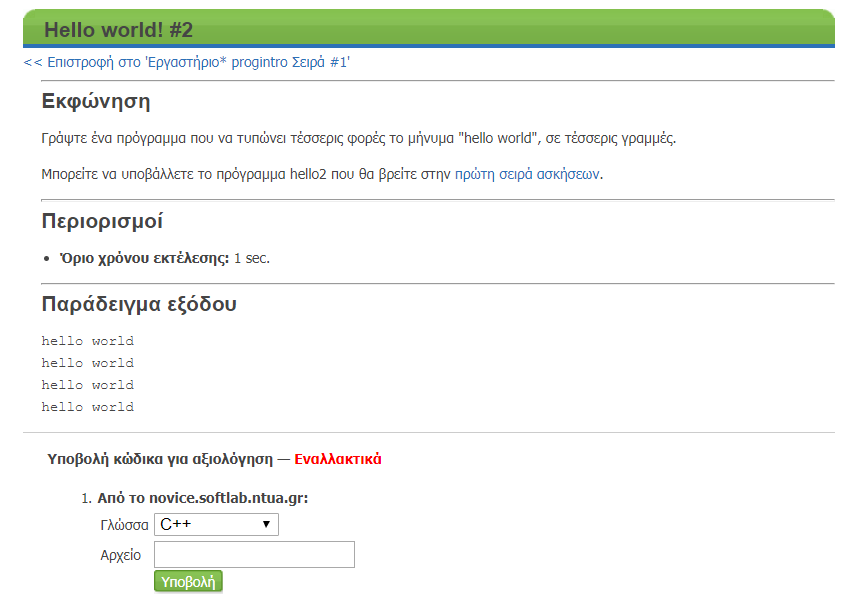 Hello world! #2
<< Επιστροφή στο 'Εργαστήριο* progintro Σειρά #1'
Εκφώνηση
Γράψτε ένα πρόγραμμα που να τυπώνει τέσσερις φορές το μήνυμα "hello world", σε τέσσερις γραμμές.
Μπορείτε να υποβάλλετε το πρόγραμμα hello2 που θα βρείτε στην πρώτη σειρά ασκήσεων.
Περιορισμοί
• Όριο χρόνου εκτέλεσης: 1 sec.
Παράδειγμα εξόδου
hello world
hello world
hello world
hello world
Υποβολή κώδικα για αξιολόγηση — Εναλλακτικά
1. Από το novice.softlab.ntua.gr:
Γλώσσα C++
Αρχείο
Υποβολή